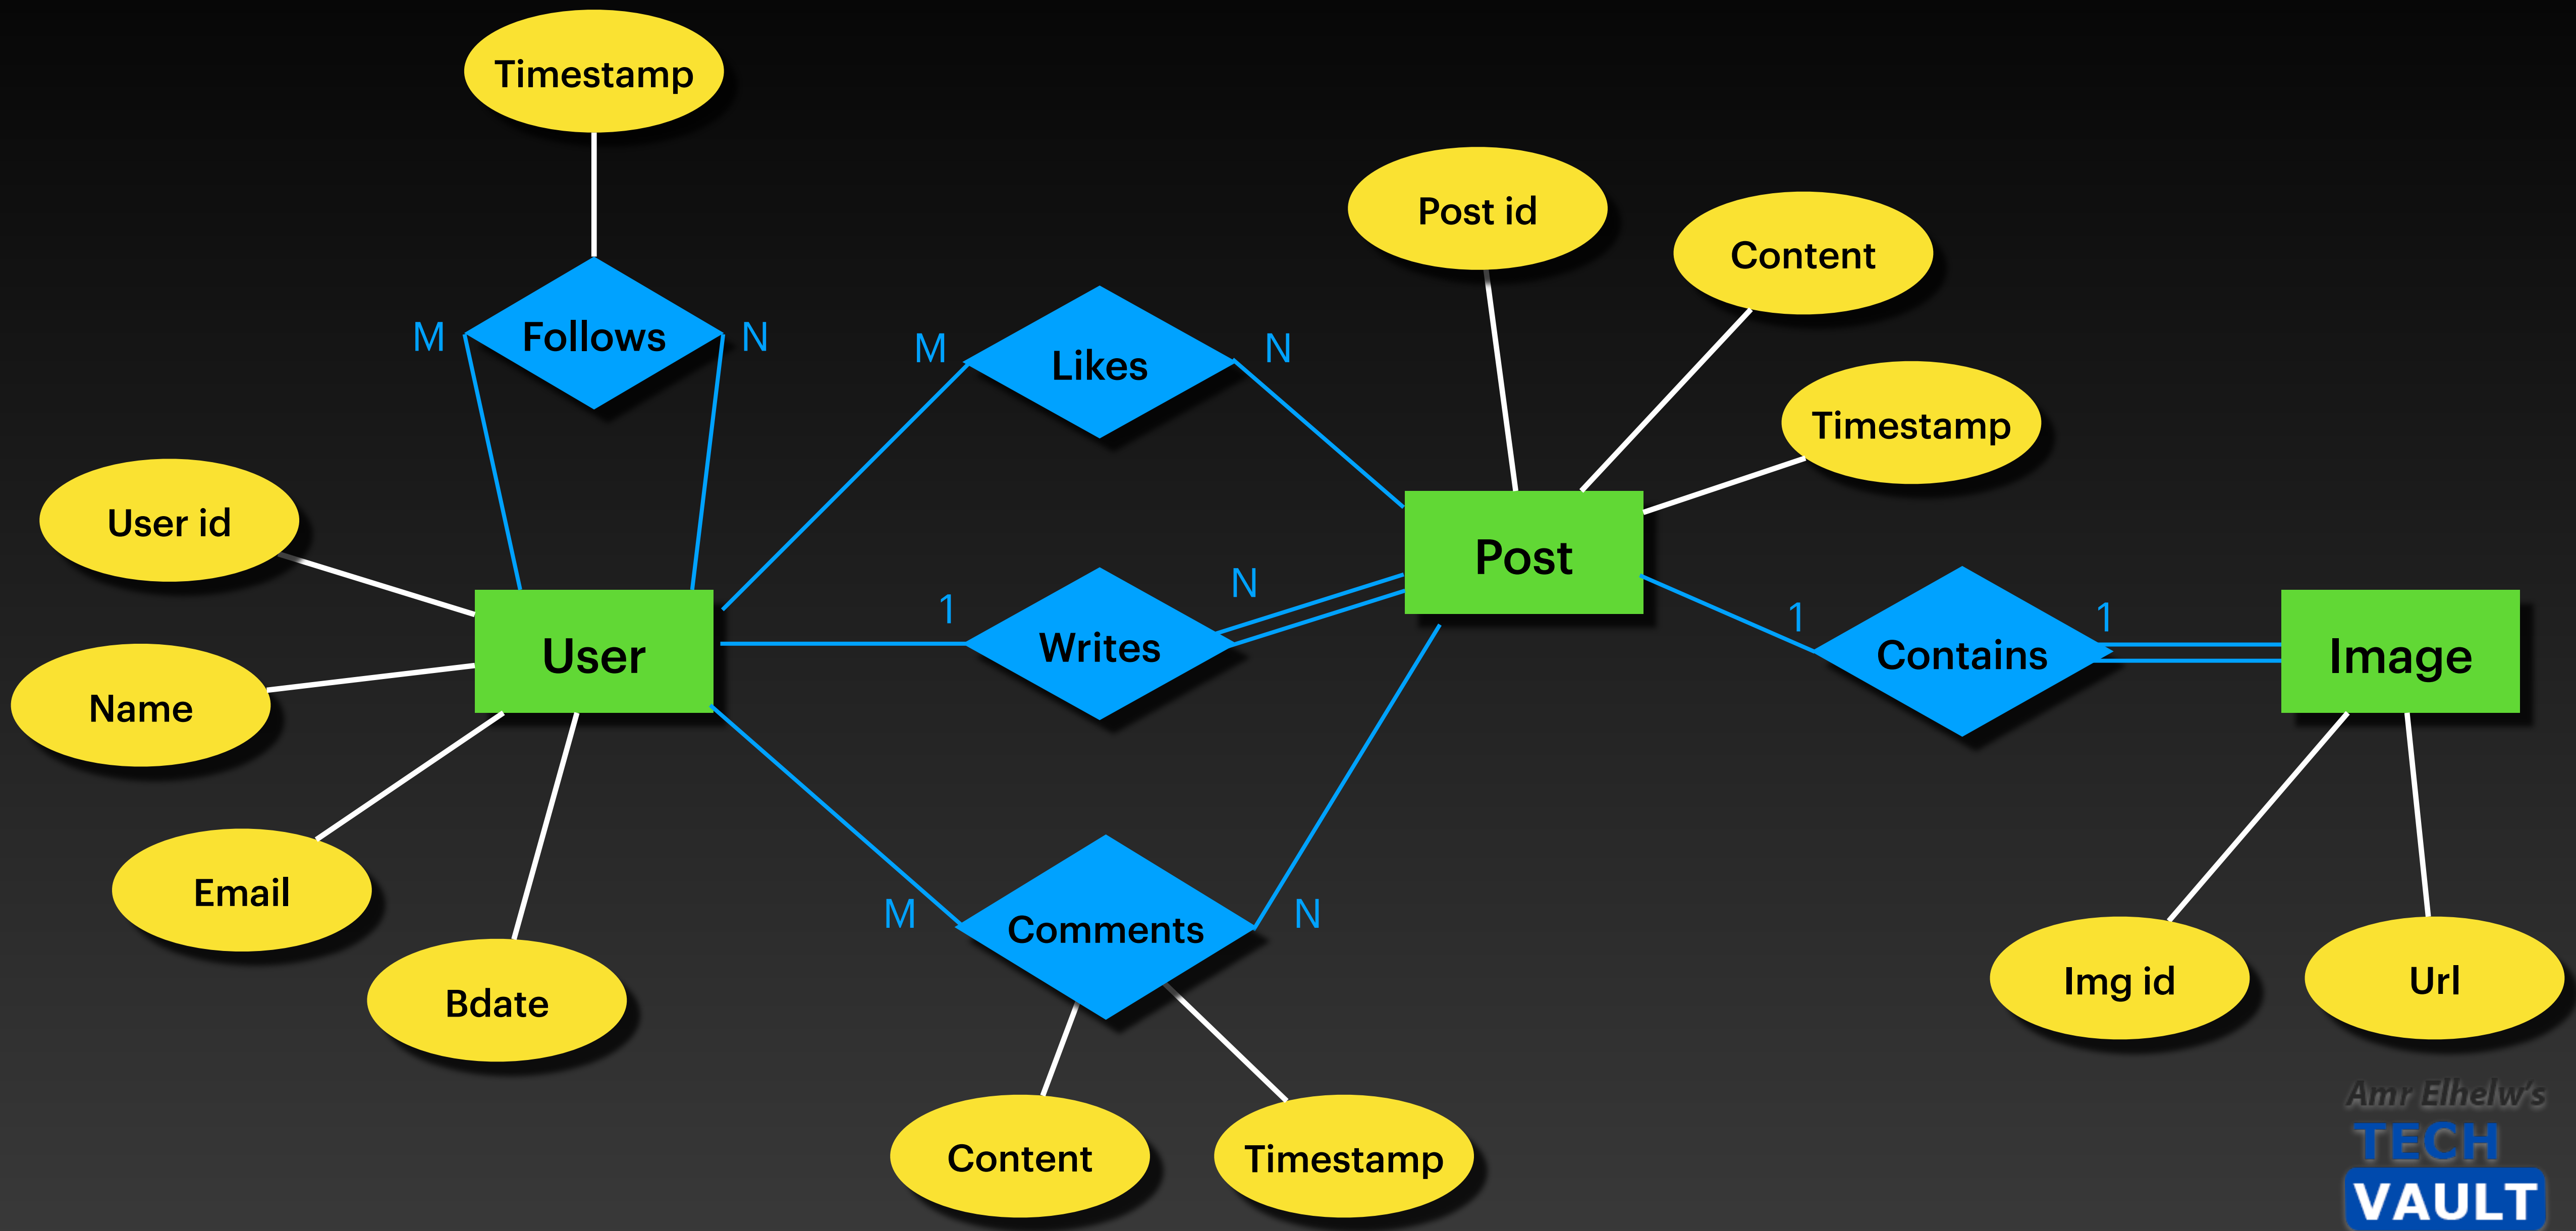 Timestamp
Post id
Content
M
Follows
N
M
Likes
N
Timestamp
User id
Post
N
1
Writes
1
Contains
1
User
Image
Name
Email
M
Comments
N
Bdate
Img id
Url
Content
Timestamp
Amr Elhelw's
TECH
VAULT